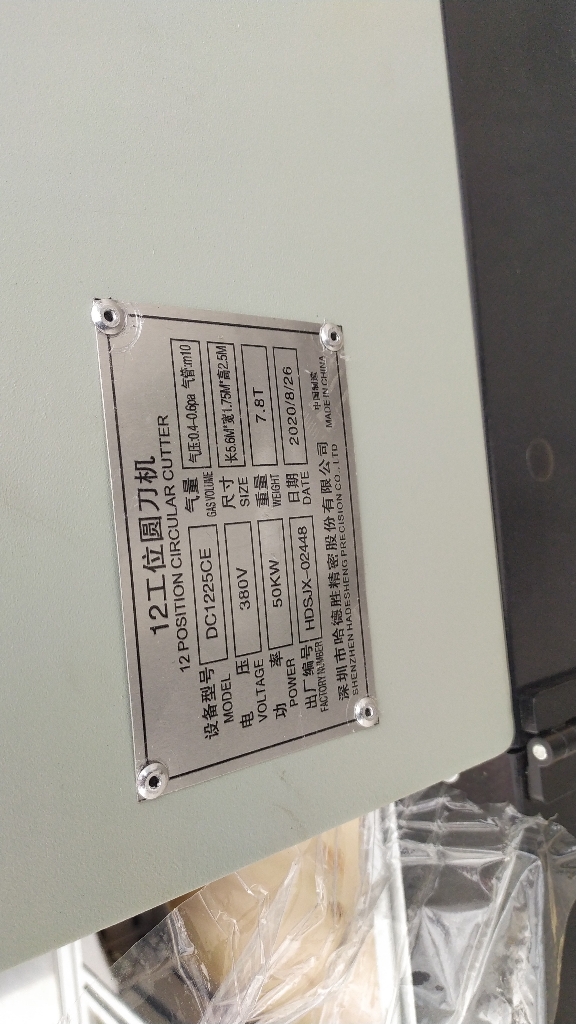 12工位圆刀机
12 POSITION CIRCULAR CUTTER
设备型号 DC1225CE 气量 气压:0.4-0.6pa 气管:m10
MODEL GAS VOLUME
电压 380V 尺寸 长5.6M*宽1.75M*高2.5M
VOLTAGE SIZE
功率 50KW 重量 7.8T
POWER WEIGHT
出厂编号 HDSJX-02448 日期 2020/8/26
FACTORY NUMBER DATE
深圳市哈德胜精密股份有限公司 中国制造
SHENZHEN HADESHENG PRECISION CO., LTD MADE IN CHINA